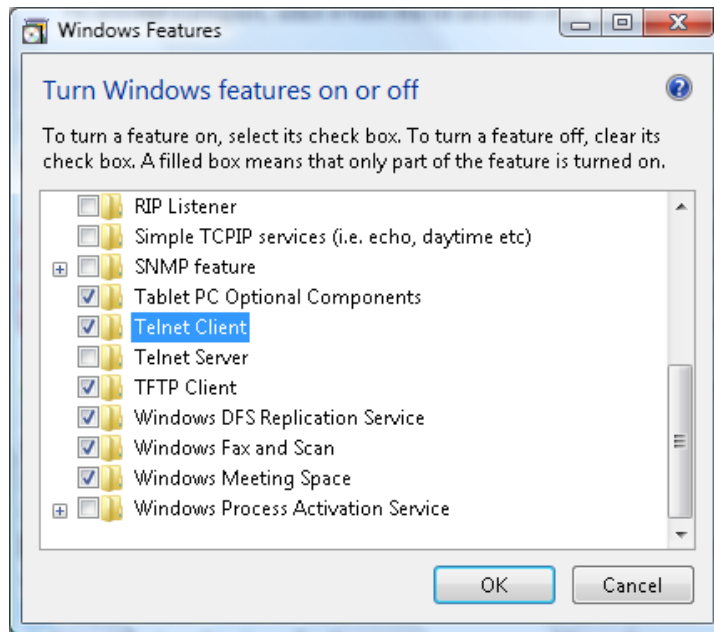 Windows Features
Turn Windows features on or off
To turn a feature on, select its check box. To turn a feature off, clear its
check box. A filled box means that only part of the feature is turned on.
RIP Listener
Simple TCPIP services (i.e. echo, daytime etc)
SNMP feature
Tablet PC Optional Components
Telnet Client
Telnet Server
TFTP Client
Windows DFS Replication Service
Windows Fax and Scan
Windows Meeting Space
Windows Process Activation Service
OK Cancel